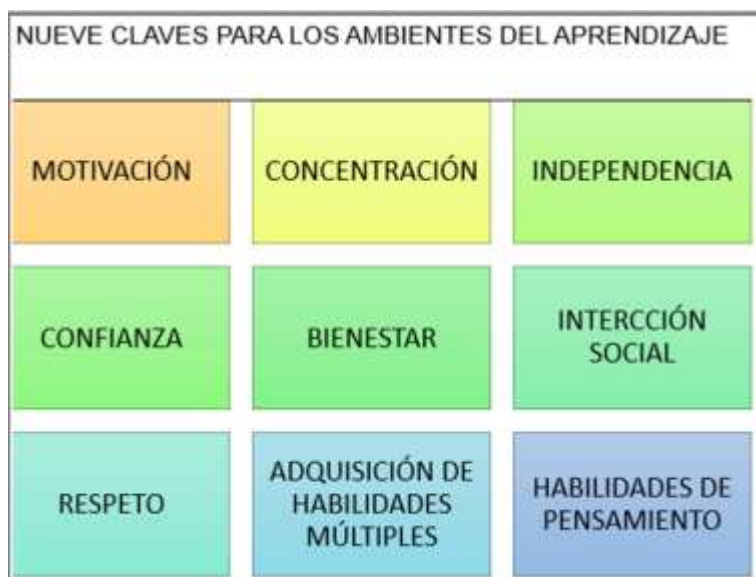 NUEVE CLAVES PARA LOS AMBIENTES DEL APRENDIZAJE
MOTIVACIÓN
CONCENTRACIÓN
INDEPENDENCIA
CONFIANZA
BIENESTAR
INTERCCIÓN
SOCIAL
RESPETO
ADQUISICIÓN DE
HABILIDADES
MÚLTIPLES
HABILIDADES DE
PENSAMIENTO